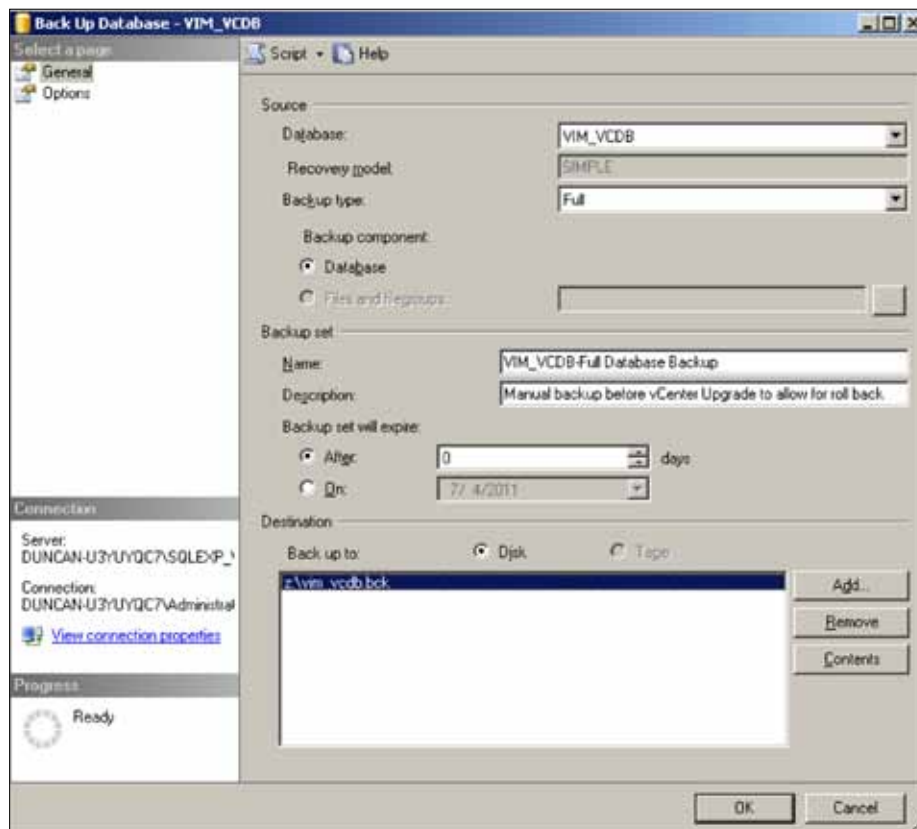 Back Up Database - VIM_VCDB
Select a page
General
Options
Script
Help
Source
Database:
VIM_VCDB
Recovery model:
SIMPLE
Backup type:
Full
Backup component:
Database
Files and filegroups:
...
Backup set
Name:
VIM_VCDB-Full Database Backup
Description:
Manual backup before vCenter Upgrade to allow for roll back
Backup set will expire:
After:
0
days
On:
7/ 4/2011
Destination
Back up to:
Disk
Tape
z:\vim_vcdb.bck
Add...
Remove
Contents
Connection
Server:
DUNCAN-U3YUYQC7\SQLEXP_V
Connection:
DUNCAN-U3YUYQC7\Administrat
View connection properties
Progress
Ready
OK
Cancel